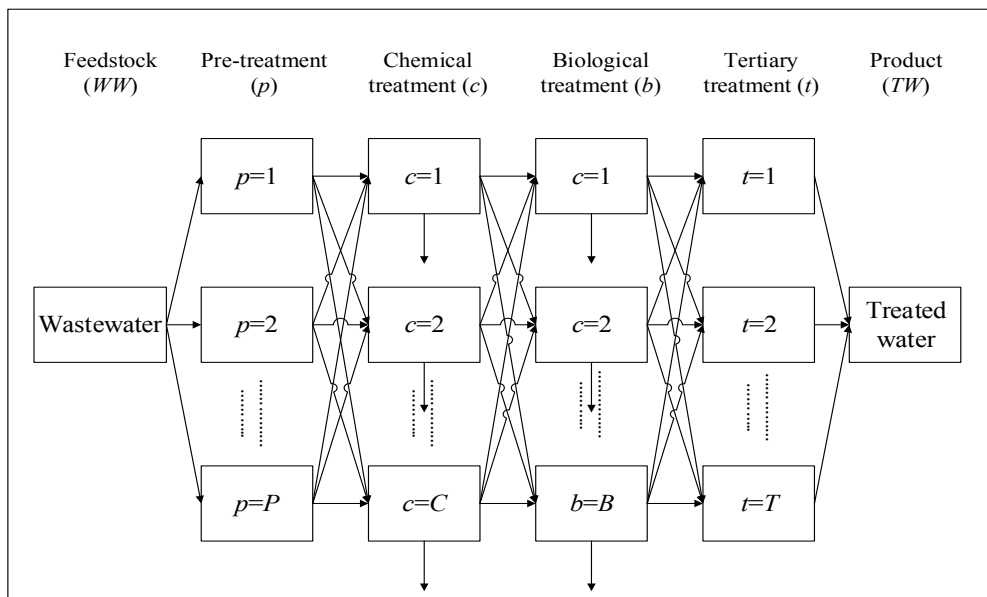 Feedstock
(WW)
Pre-treatment
(p)
Chemical
treatment (c)
Biological
treatment (b)
Tertiary
treatment (t)
Product
(TW)
p=1
c=1
c=1
t=1
Wastewater
p=2
c=2
c=2
t=2
Treated
water
p=P
c=C
b=B
t=T